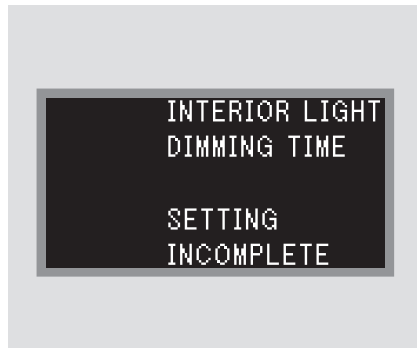 INTERIOR LIGHT
DIMMING TIME
SETTING
INCOMPLETE